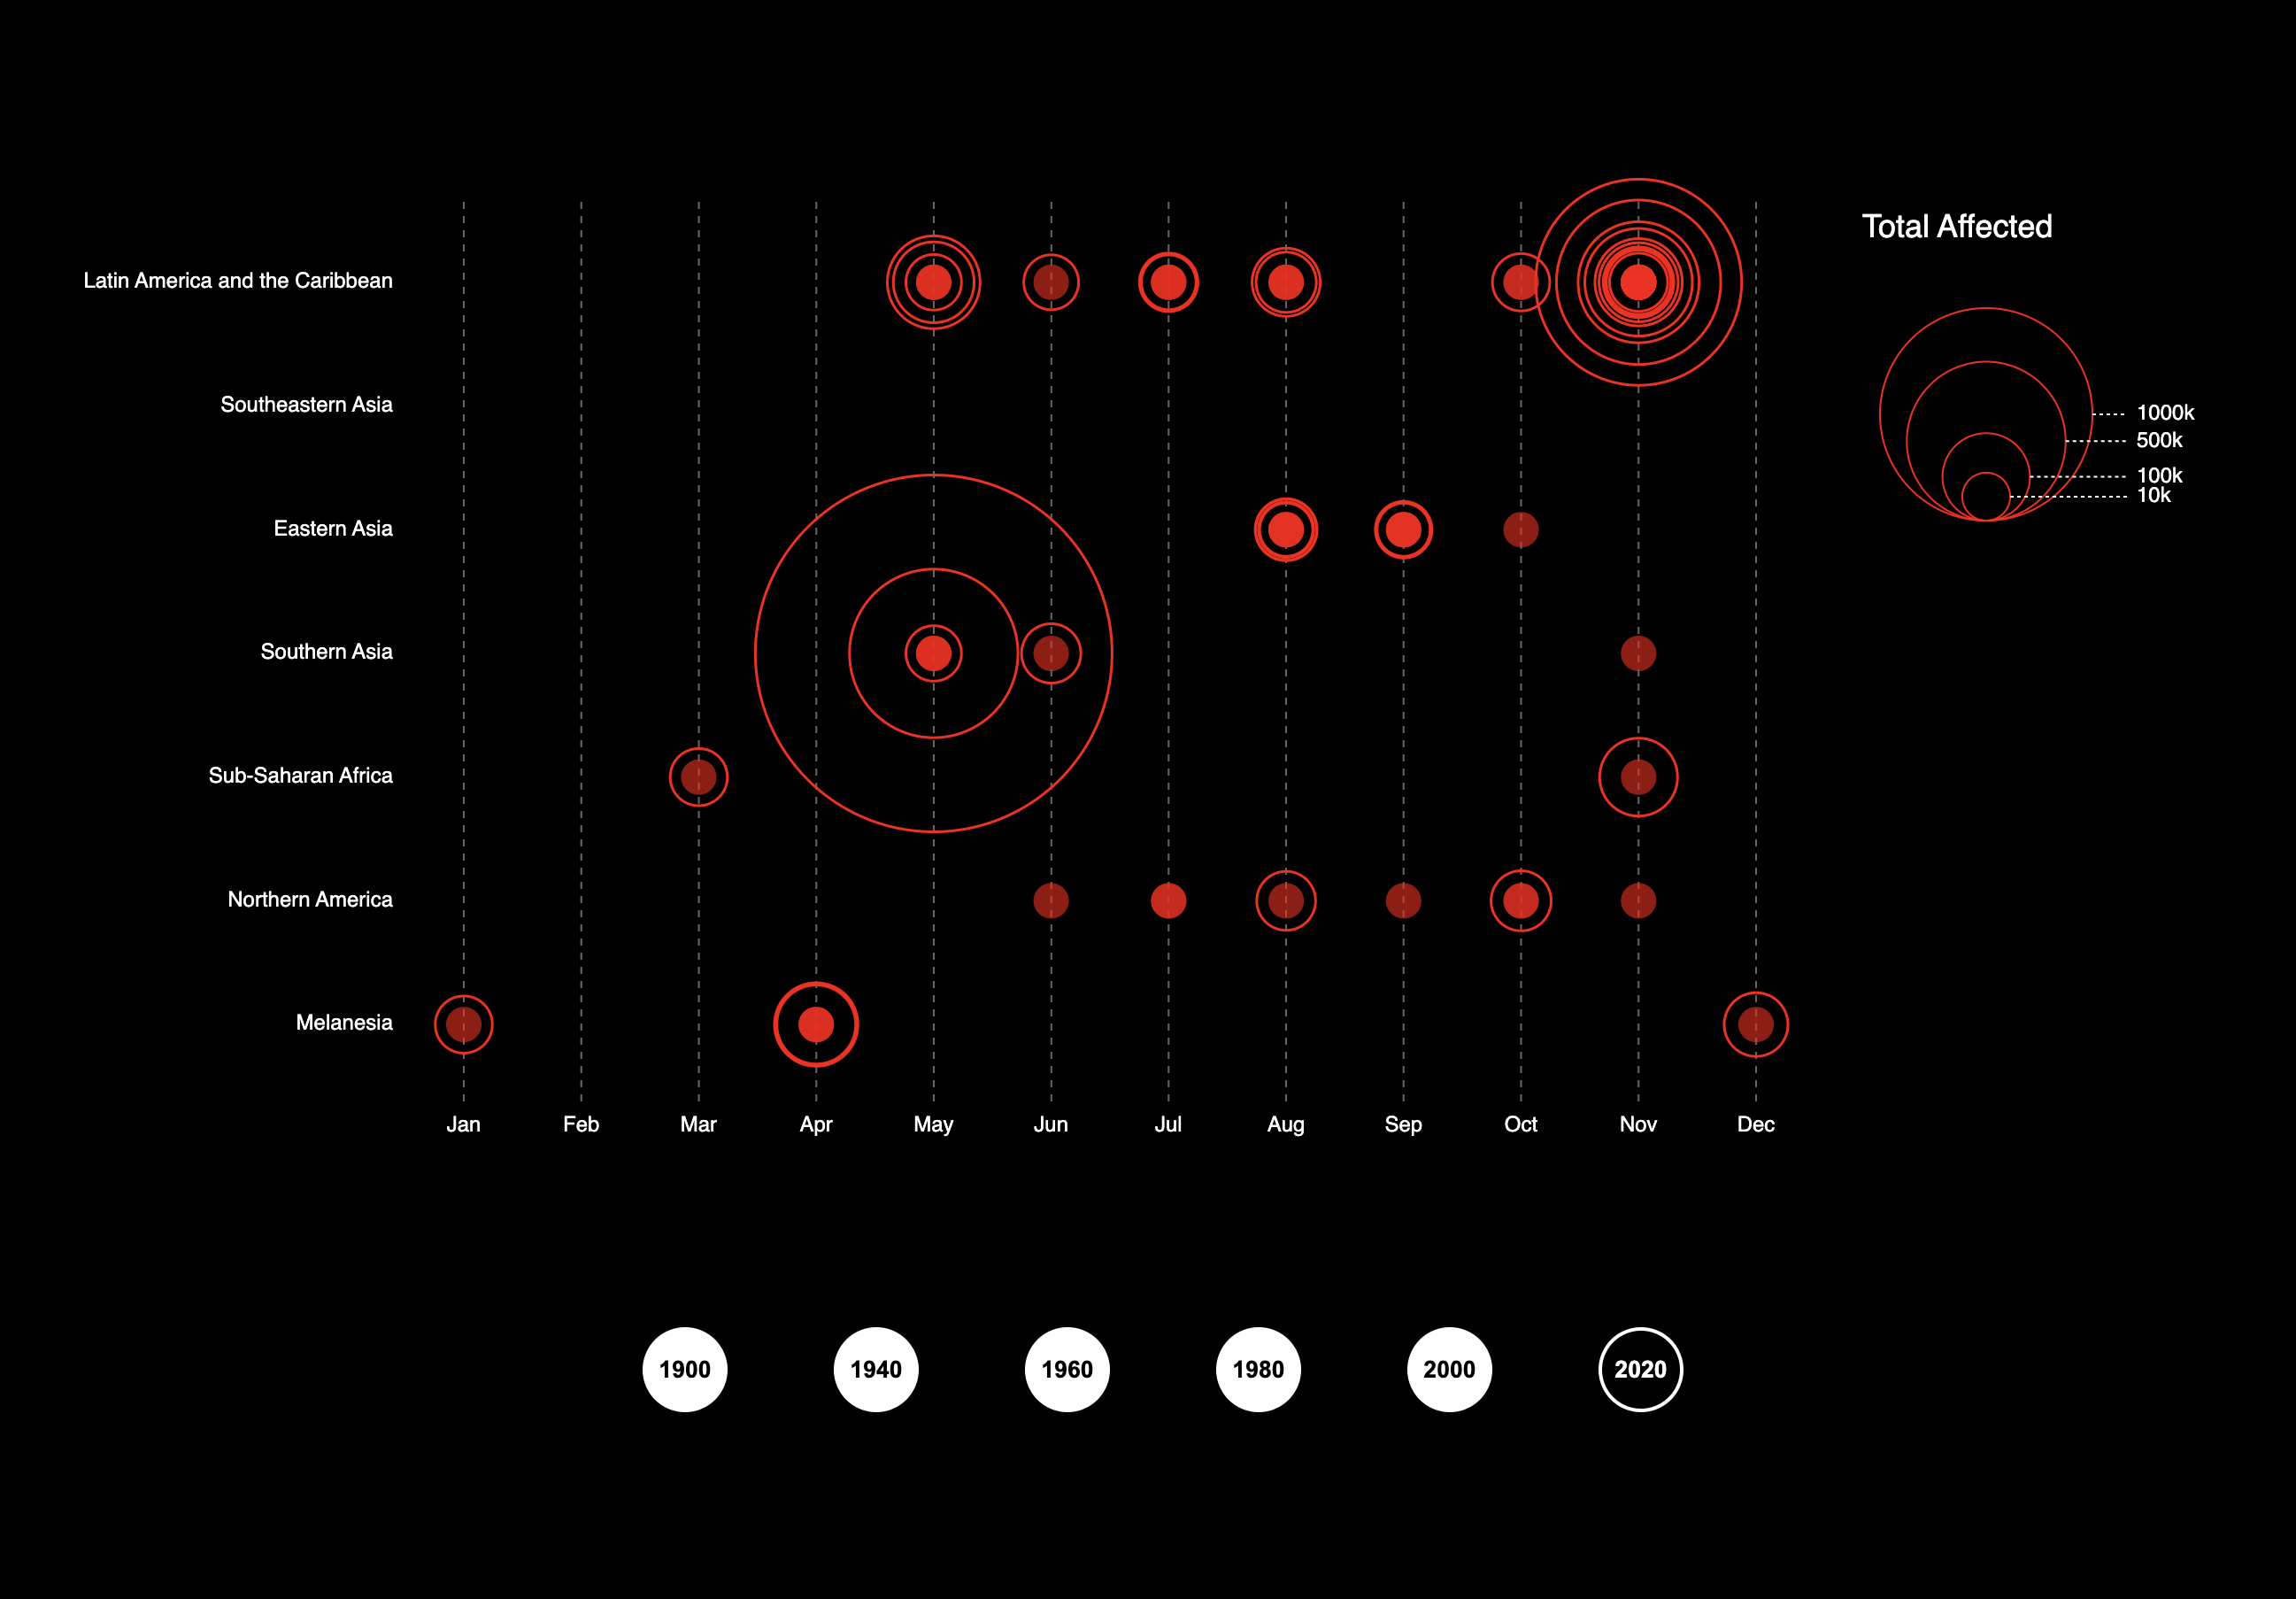 Total Affected
1000k
500k
100k
10k
Latin America and the Caribbean
Southeastern Asia
Eastern Asia
Southern Asia
Sub-Saharan Africa
Northern America
Melanesia
Jan Feb Mar Apr May Jun Jul Aug Sep Oct Nov Dec
1900 1940 1960 1980 2000 2020